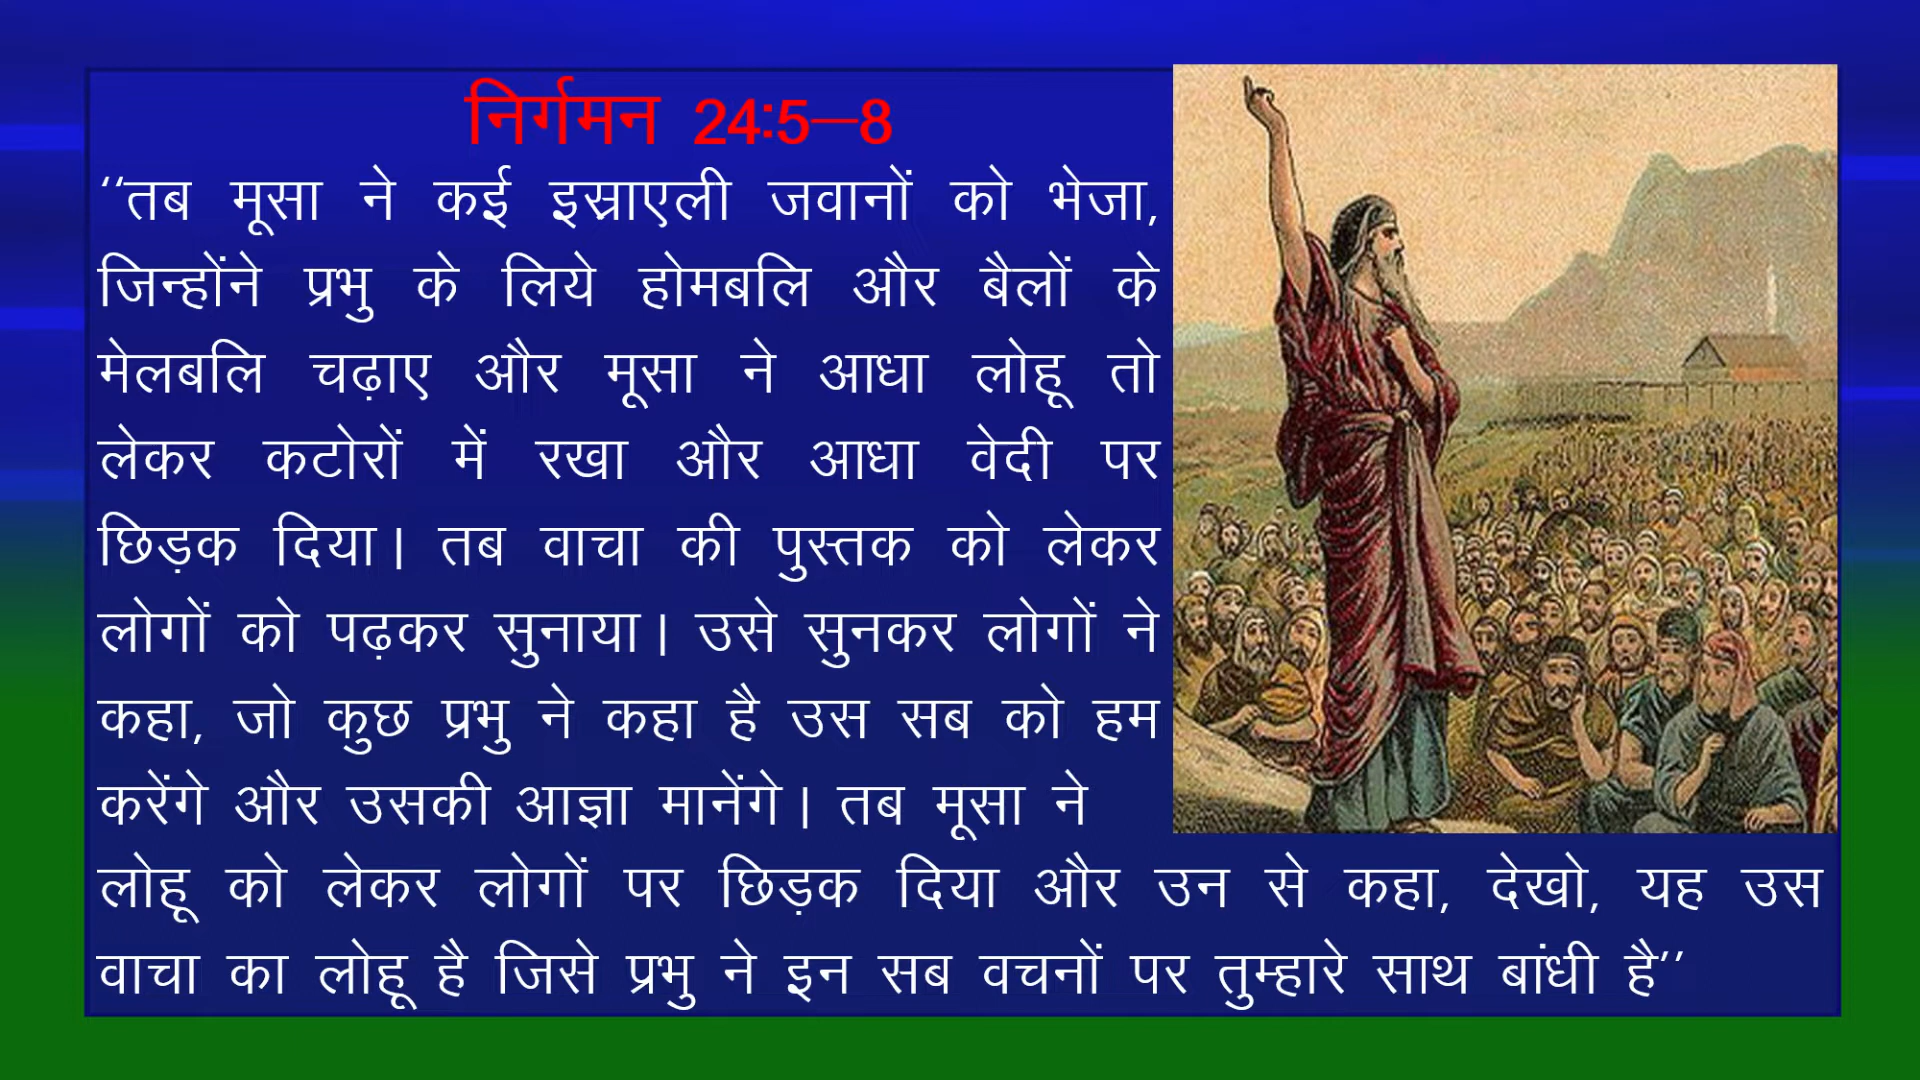 निर्गमन 24:5—8
‘‘तब मूसा ने कई इस्राएली जवानों को भेजा,
जिन्होंने प्रभु के लिये होमबलि और बैलों के
मेलबलि चढ़ाए और मूसा ने आधा लोहू तो
लेकर कटोरों में रखा और आधा वेदी पर
छिड़क दिया। तब वाचा की पुस्तक को लेकर
लोगों को पढ़कर सुनाया। उसे सुनकर लोगों ने
कहा, जो कुछ प्रभु ने कहा है उस सब को हम
करेंगे और उसकी आज्ञा मानेंगे। तब मूसा ने
लोहू को लेकर लोगों पर छिड़क दिया और उन से कहा, देखो, यह उस
वाचा का लोहू है जिसे प्रभु ने इन सब वचनों पर तुम्हारे साथ बांधी है’’